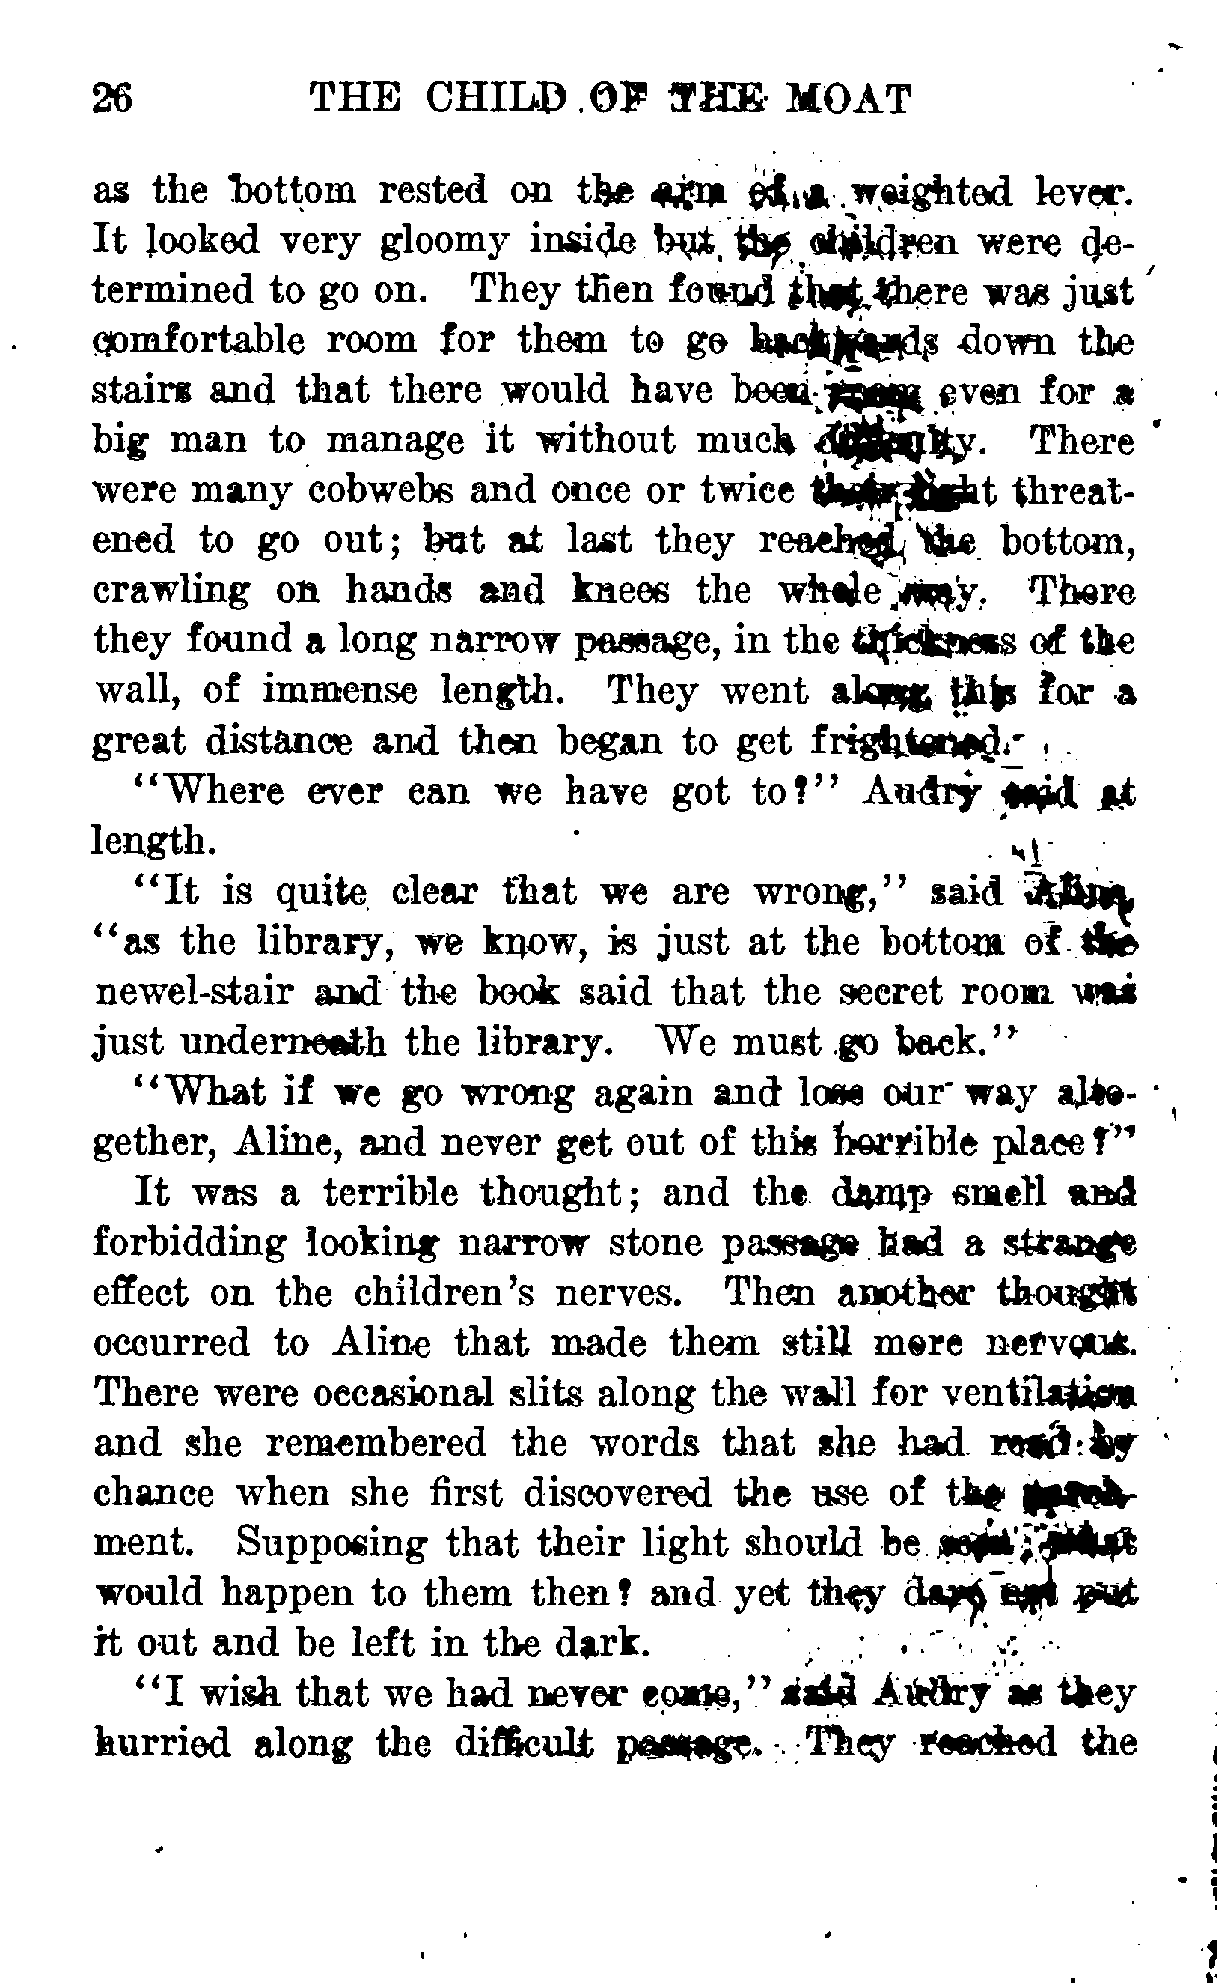 26 THE CHILD OF THE MOAT
as the bottom rested on the arm of a weighted lever.
It looked very gloomy inside but the children were de-
termined to go on. They then found that there was just
comfortable room for them to go backwards down the
stairs and that there would have been room even for a
big man to manage it without much difficulty. There
were many cobwebs and once or twice their light threat-
ened to go out; but at last they reached the bottom,
crawling on hands and knees the whole way. There
they found a long narrow passage, in the thickness of the
wall, of immense length. They went along this for a
great distance and then began to get frightened.
"Where ever can we have got to?" Audry said at
length.
"It is quite clear that we are wrong," said Aline,
"as the library, we know, is just at the bottom of the
newel-stair and the book said that the secret room was
just underneath the library. We must go back."
"What if we go wrong again and lose our way alto-
gether, Aline, and never get out of this horrible place?"
It was a terrible thought; and the damp smell and
forbidding looking narrow stone passage had a strange
effect on the children's nerves. Then another thought
occurred to Aline that made them still more nervous.
There were occasional slits along the wall for ventilation
and she remembered the words that she had read by
chance when she first discovered the use of the parch-
ment. Supposing that their light should be seen; what
would happen to them then? and yet they dare not put
it out and be left in the dark.
"I wish that we had never come," said Audry as they
hurried along the difficult passage. They reached the